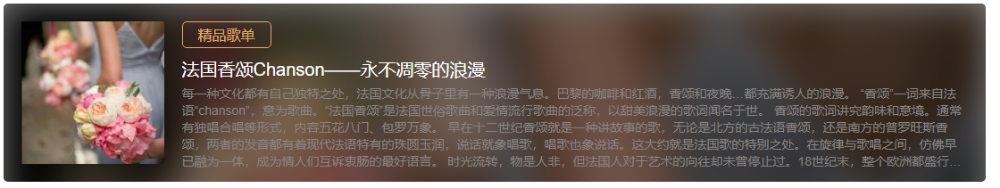 精品歌单
法国香颂Chanson——永不凋零的浪漫
每一种文化都有自己独特之处，法国文化从骨子里有一种浪漫气息。巴黎的咖啡和红酒，香颂和夜晚...都充满诱人的浪漫。 “香颂”一词来自法
语“chanson”，意为歌曲。“法国香颂”是法国世俗歌曲和爱情流行歌曲的泛称，以甜美浪漫的歌词闻名于世。 香颂的歌词讲究韵味和意境。通常
有独唱合唱等形式，内容五花八门、包罗万象。 早在十二世纪香颂就是一种讲故事的歌，无论是北方的古法语香颂，还是南方的普罗旺斯香
颂，两者的发音都有着现代法语特有的珠圆玉润，说话就象唱歌，唱歌也象说话。这大约就是法国歌的特别之处。在旋律与歌唱之间，仿佛早
已融为一体，成为情人们互诉衷肠的最好语言。 时光流转，物是人非，但法国人对于艺术的向往却未曾停止过。18世纪末，整个欧洲都盛行...